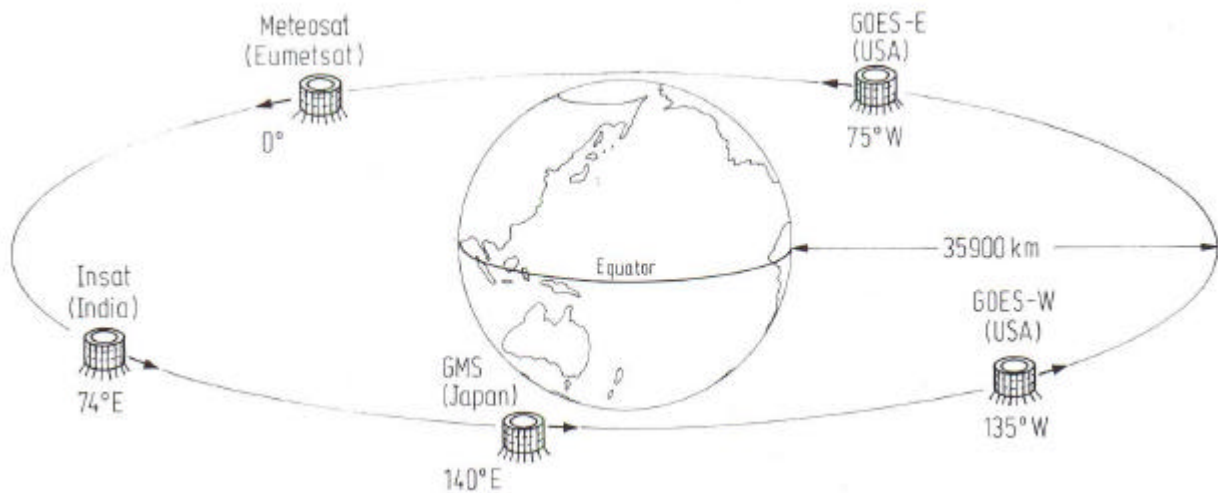 Meteosat
(Eumetsat)
0°
GOES-E
(USA)
75°W
Equator
35900 km
Insat
(India)
74°E
GMS
(Japan)
140°E
GOES-W
(USA)
135°W